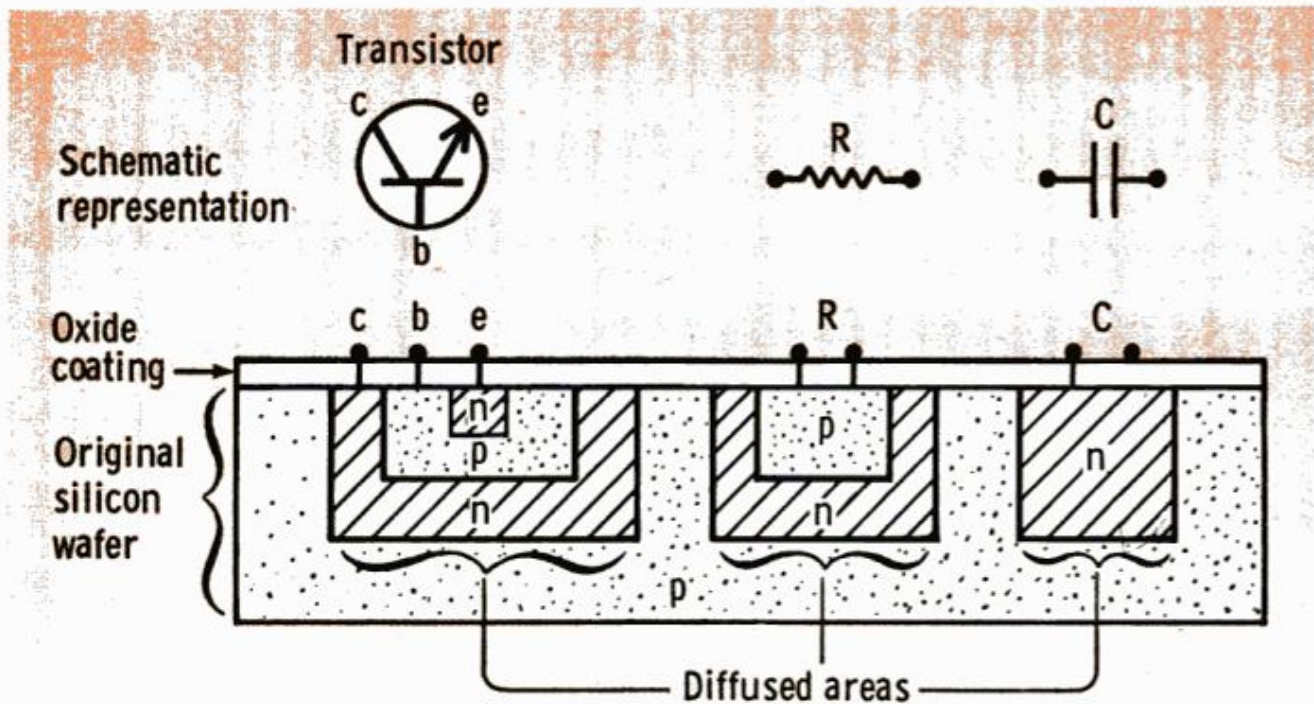 Transistor
c e
R
C
Schematic
representation
b
Oxide
coating
c b e
R
C
n
p
n
p
n
n
Original
silicon
wafer
p
Diffused areas